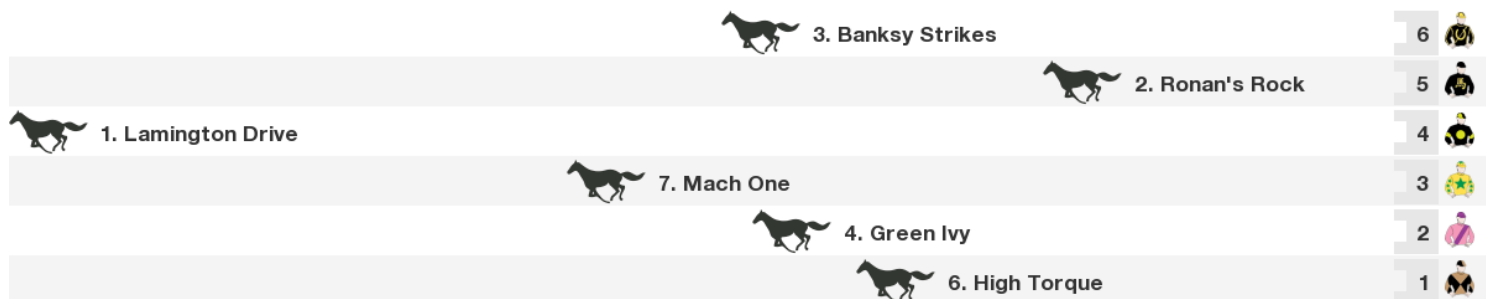 3. Banksy Strikes 6
2. Ronan's Rock 5
1. Lamington Drive 4
7. Mach One 3
4. Green Ivy 2
6. High Torque 1